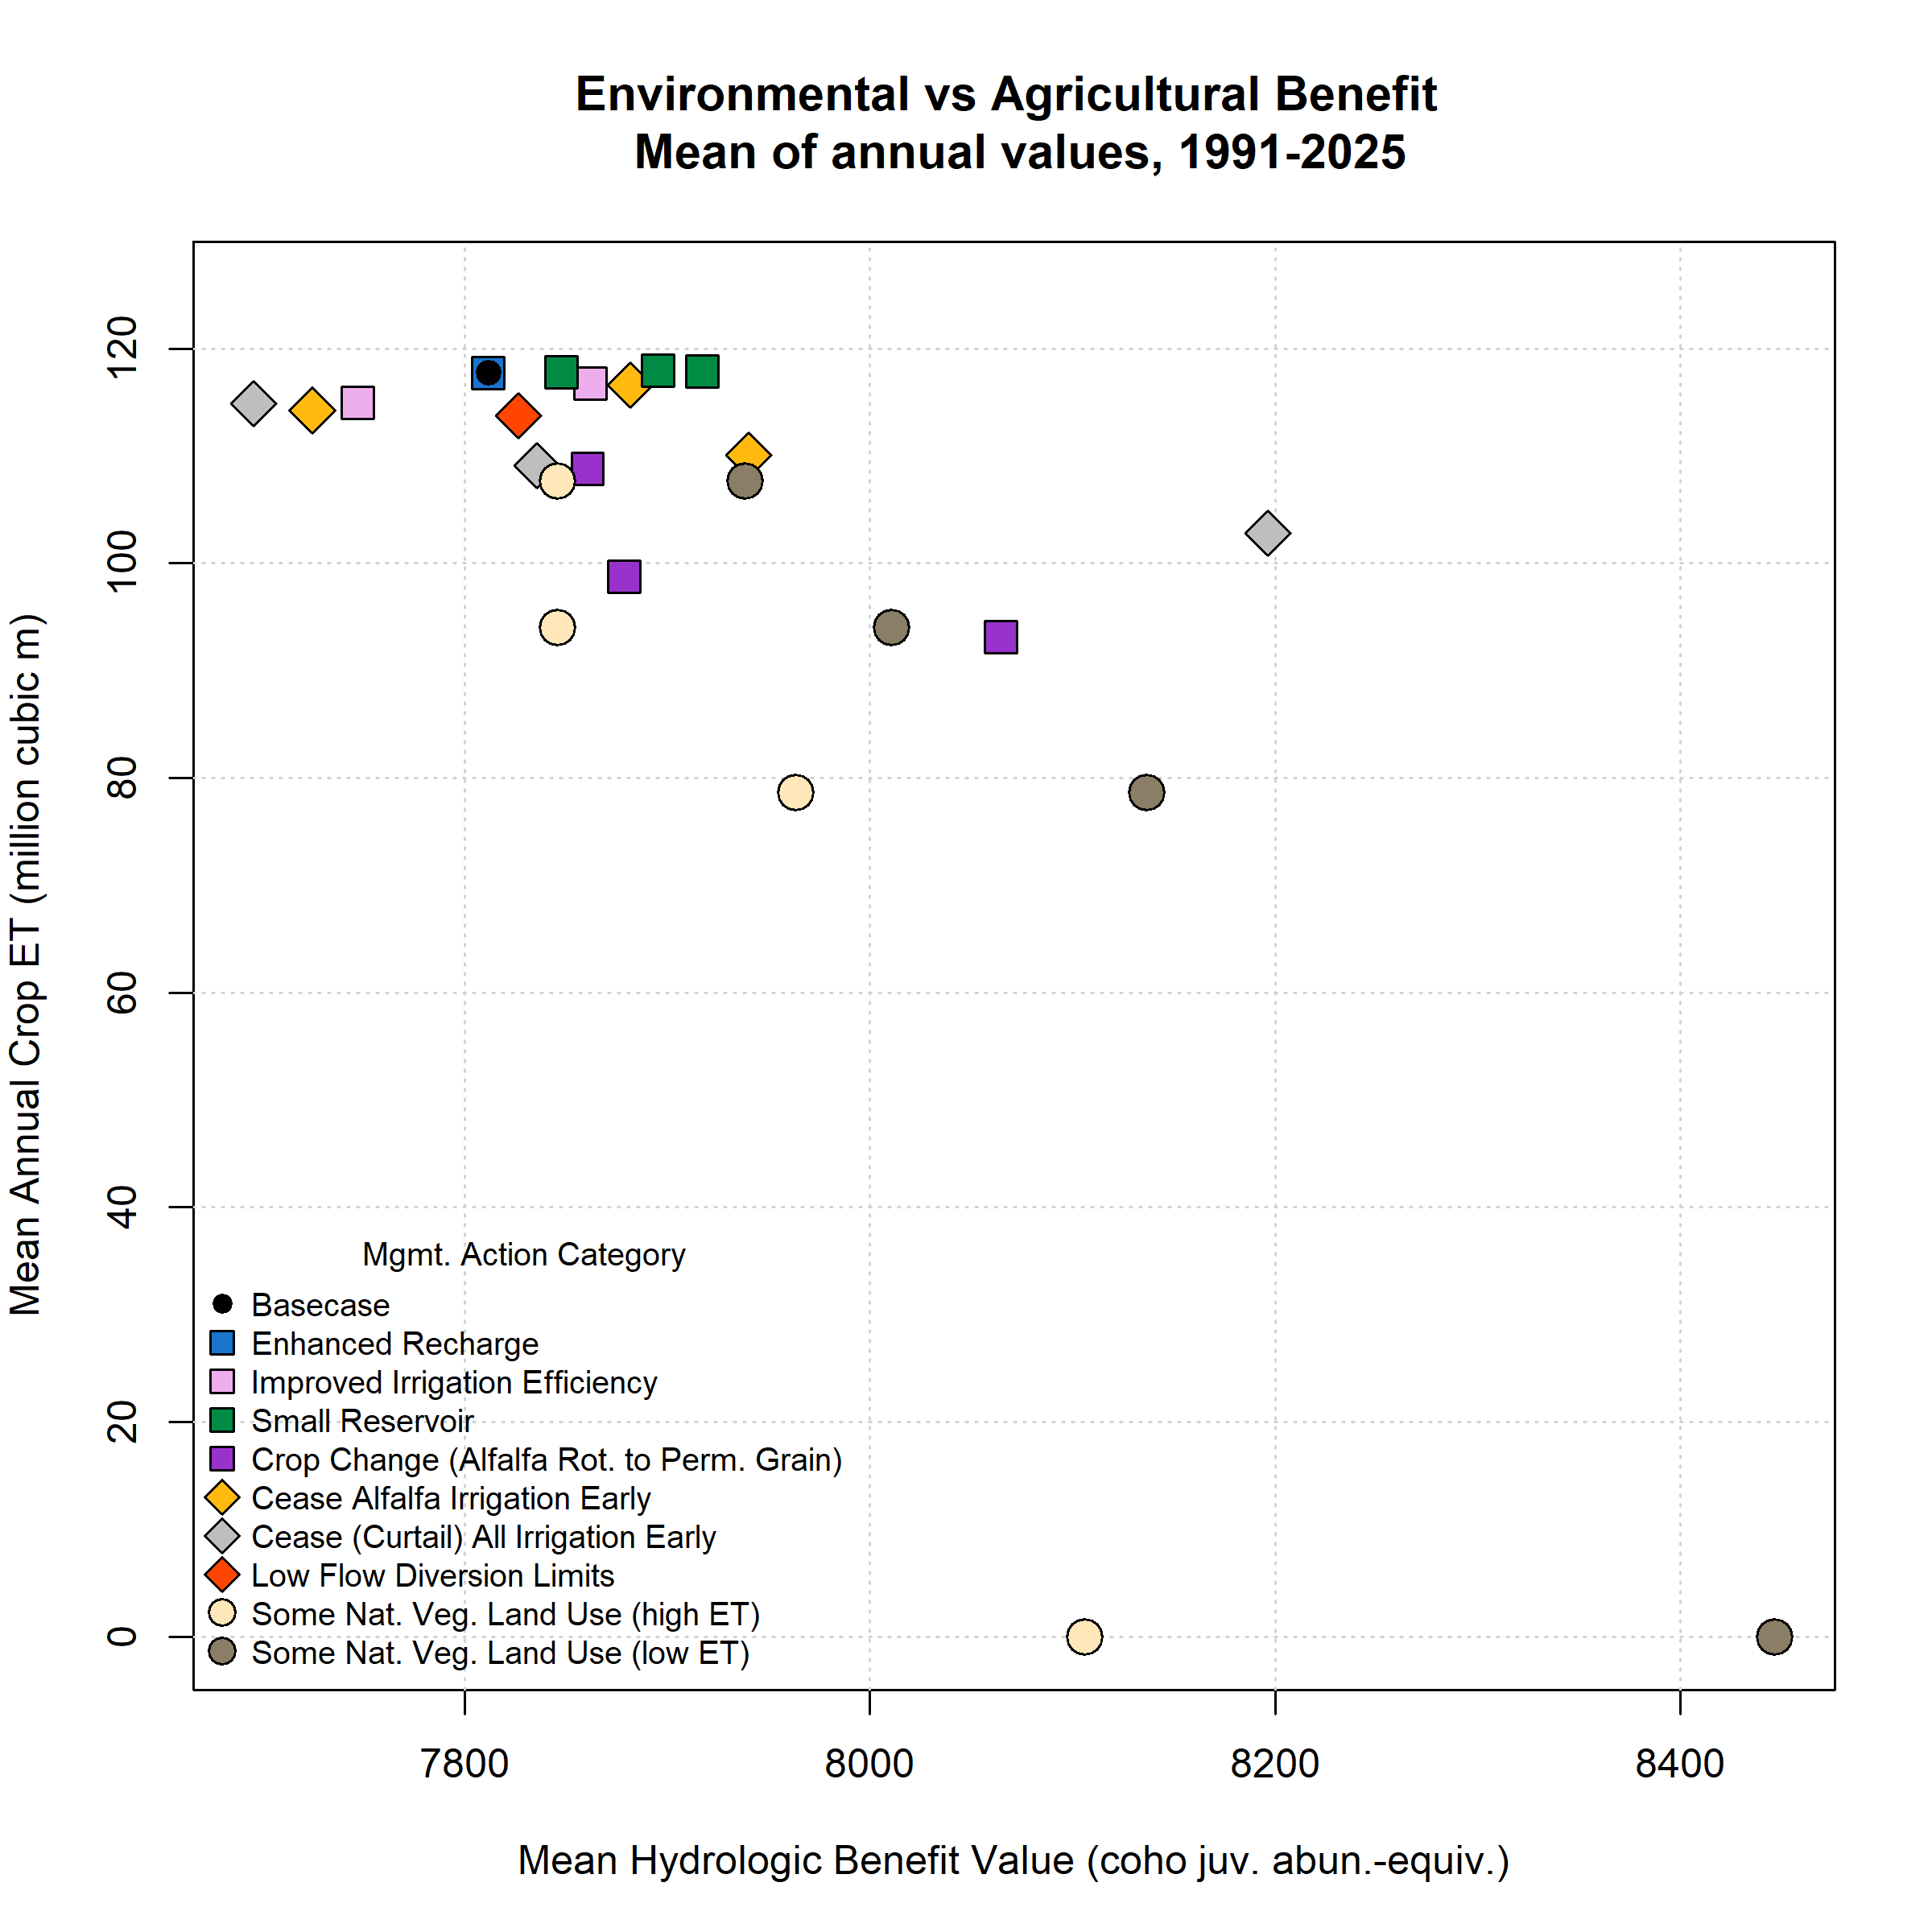 Environmental vs Agricultural Benefit
Mean of annual values, 1991-2025
Mean Annual Crop ET (million cubic m)
120
100
80
60
40
20
0
Mgmt. Action Category
Basecase
Enhanced Recharge
Improved Irrigation Efficiency
Small Reservoir
Crop Change (Alfalfa Rot. to Perm. Grain)
Cease Alfalfa Irrigation Early
Cease (Curtail) All Irrigation Early
Low Flow Diversion Limits
Some Nat. Veg. Land Use (high ET)
Some Nat. Veg. Land Use (low ET)
7800 8000 8200 8400
Mean Hydrologic Benefit Value (coho juv. abun.-equiv.)